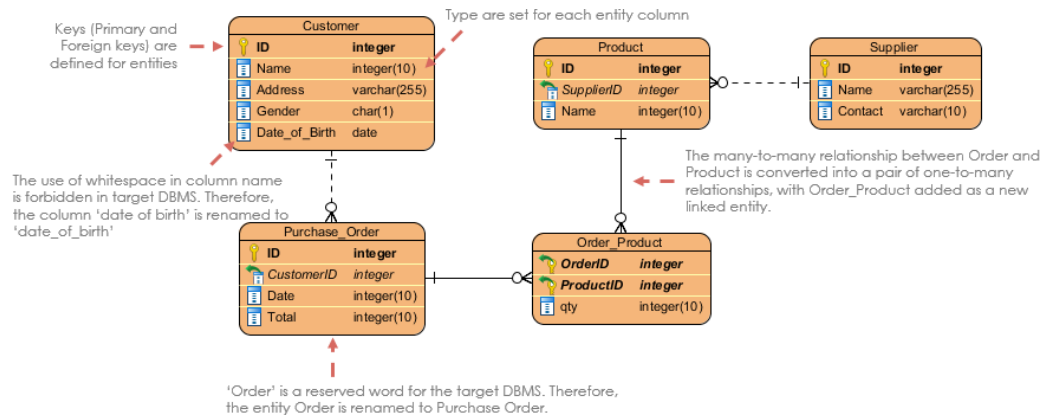 Keys (Primary and
Foreign keys) are
defined for entities
Type are set for each entity column
Customer
ID integer
Name integer(10)
Address varchar(255)
Gender char(1)
Date_of_Birth date
Product
ID integer
SupplierID integer
Name integer(10)
Supplier
ID integer
Name varchar(255)
Contact varchar(10)
The use of whitespace in column name
is forbidden in target DBMS. Therefore,
the column ‘date of birth’ is renamed to
‘date_of_birth’
The many-to-many relationship between Order and
Product is converted into a pair of one-to-many
relationships, with Order_Product added as a new
linked entity.
Purchase_Order
ID integer
CustomerID integer
Date integer(10)
Total integer(10)
Order_Product
OrderID integer
ProductID integer
qty integer(10)
‘Order’ is a reserved word for the target DBMS. Therefore,
the entity Order is renamed to Purchase Order.